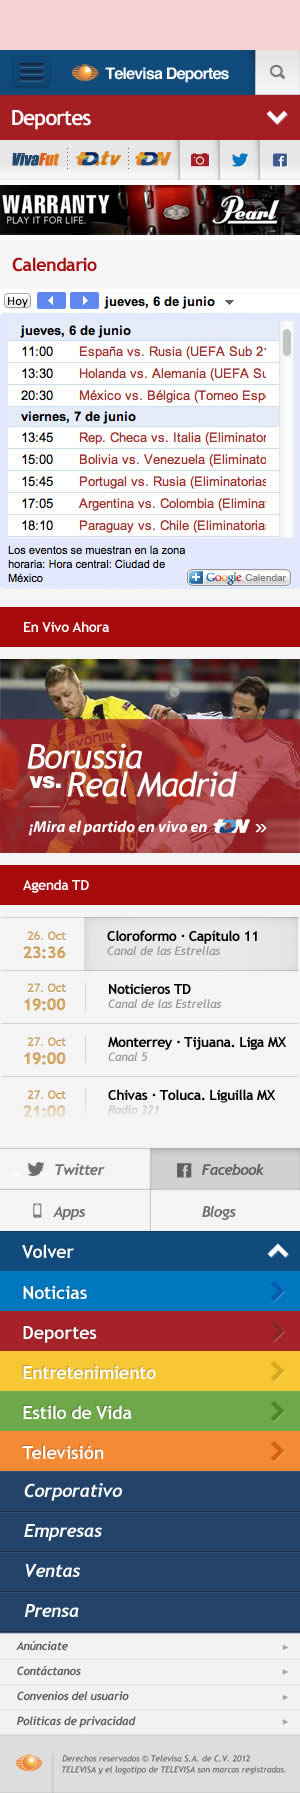 Televisa Deportes
Deportes
VivaFut
TD.tv
TDN
WARRANTY
PLAY IT FOR LIFE.
Pearl
Calendario
Hoy
jueves, 6 de junio
jueves, 6 de junio
11:00 España vs. Rusia (UEFA Sub 2
13:30 Holanda vs. Alemania (UEFA Su
20:30 México vs. Bélgica (Torneo Espe
viernes, 7 de junio
13:45 Rep. Checa vs. Italia (Eliminator
15:00 Bolivia vs. Venezuela (Eliminato
15:45 Portugal vs. Rusia (Eliminatorias
17:05 Argentina vs. Colombia (Elimina
18:10 Paraguay vs. Chile (Eliminatorias
Los eventos se muestran en la zona
horaria: Hora central: Ciudad de
México
Google Calendar
En Vivo Ahora
Borussia
vs. Real Madrid
¡Mira el partido en vivo en TDN »
Agenda TD
26. Oct
23:36
Cloroformo · Capítulo 11
Canal de las Estrellas
27. Oct
19:00
Noticieros TD
Canal de las Estrellas
27. Oct
19:00
Monterrey · Tijuana. Liga MX
Canal 5
27. Oct
21:00
Chivas · Toluca. Liguilla MX
Radio 321
Twitter
Facebook
Apps
Blogs
Volver
Noticias
Deportes
Entretenimiento
Estilo de Vida
Televisión
Corporativo
Empresas
Ventas
Prensa
Anúnciate
Contáctanos
Convenios del usuario
Politicas de privacidad
Derechos reservados © Televisa S.A. de C.V. 2012
TELEVISA y el logotipo de TELEVISA son marcas registradas.